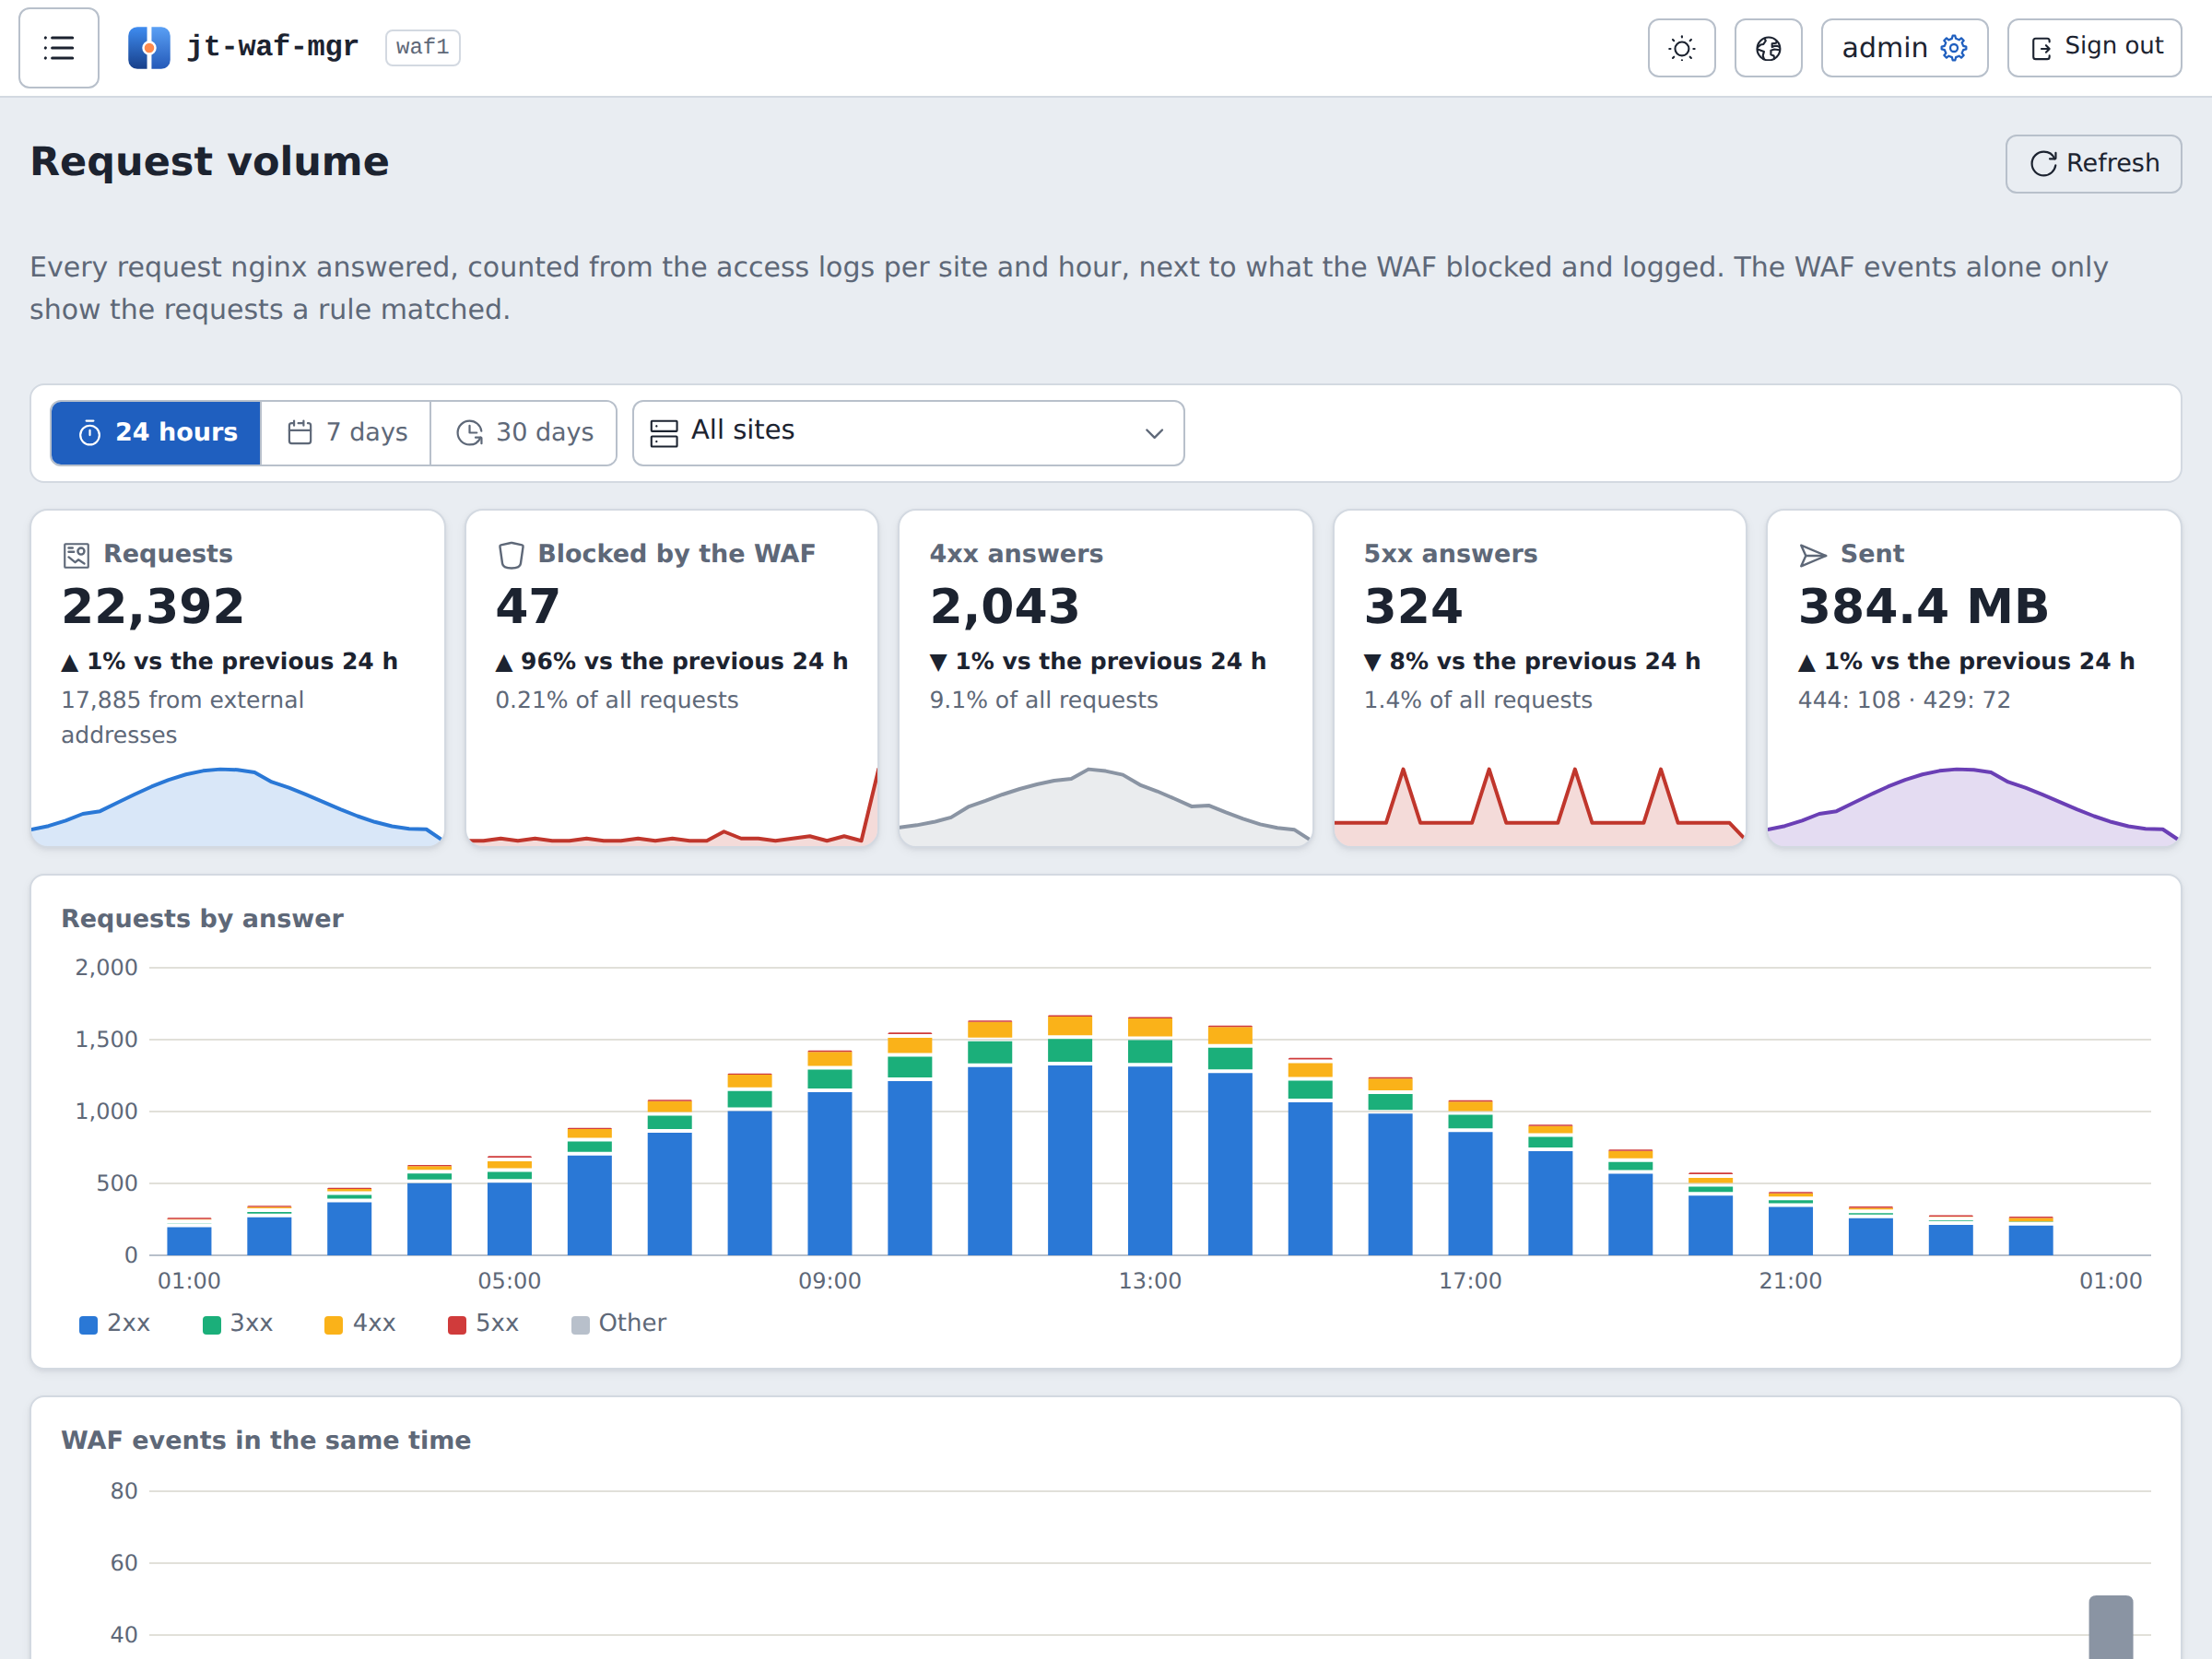 jt-waf-mgr
waf1
admin
Sign out
Request volume
Refresh
Every request nginx answered, counted from the access logs per site and hour, next to what the WAF blocked and logged. The WAF events alone only
show the requests a rule matched.
24 hours
7 days
30 days
All sites
Requests
22,392
▲ 1% vs the previous 24 h
17,885 from external
addresses
Blocked by the WAF
47
▲ 96% vs the previous 24 h
0.21% of all requests
4xx answers
2,043
▼ 1% vs the previous 24 h
9.1% of all requests
5xx answers
324
▼ 8% vs the previous 24 h
1.4% of all requests
Sent
384.4 MB
▲ 1% vs the previous 24 h
444: 108 · 429: 72
Requests by answer
2,000
1,500
1,000
500
0
01:00
05:00
09:00
13:00
17:00
21:00
01:00
2xx
3xx
4xx
5xx
Other
WAF events in the same time
80
60
40